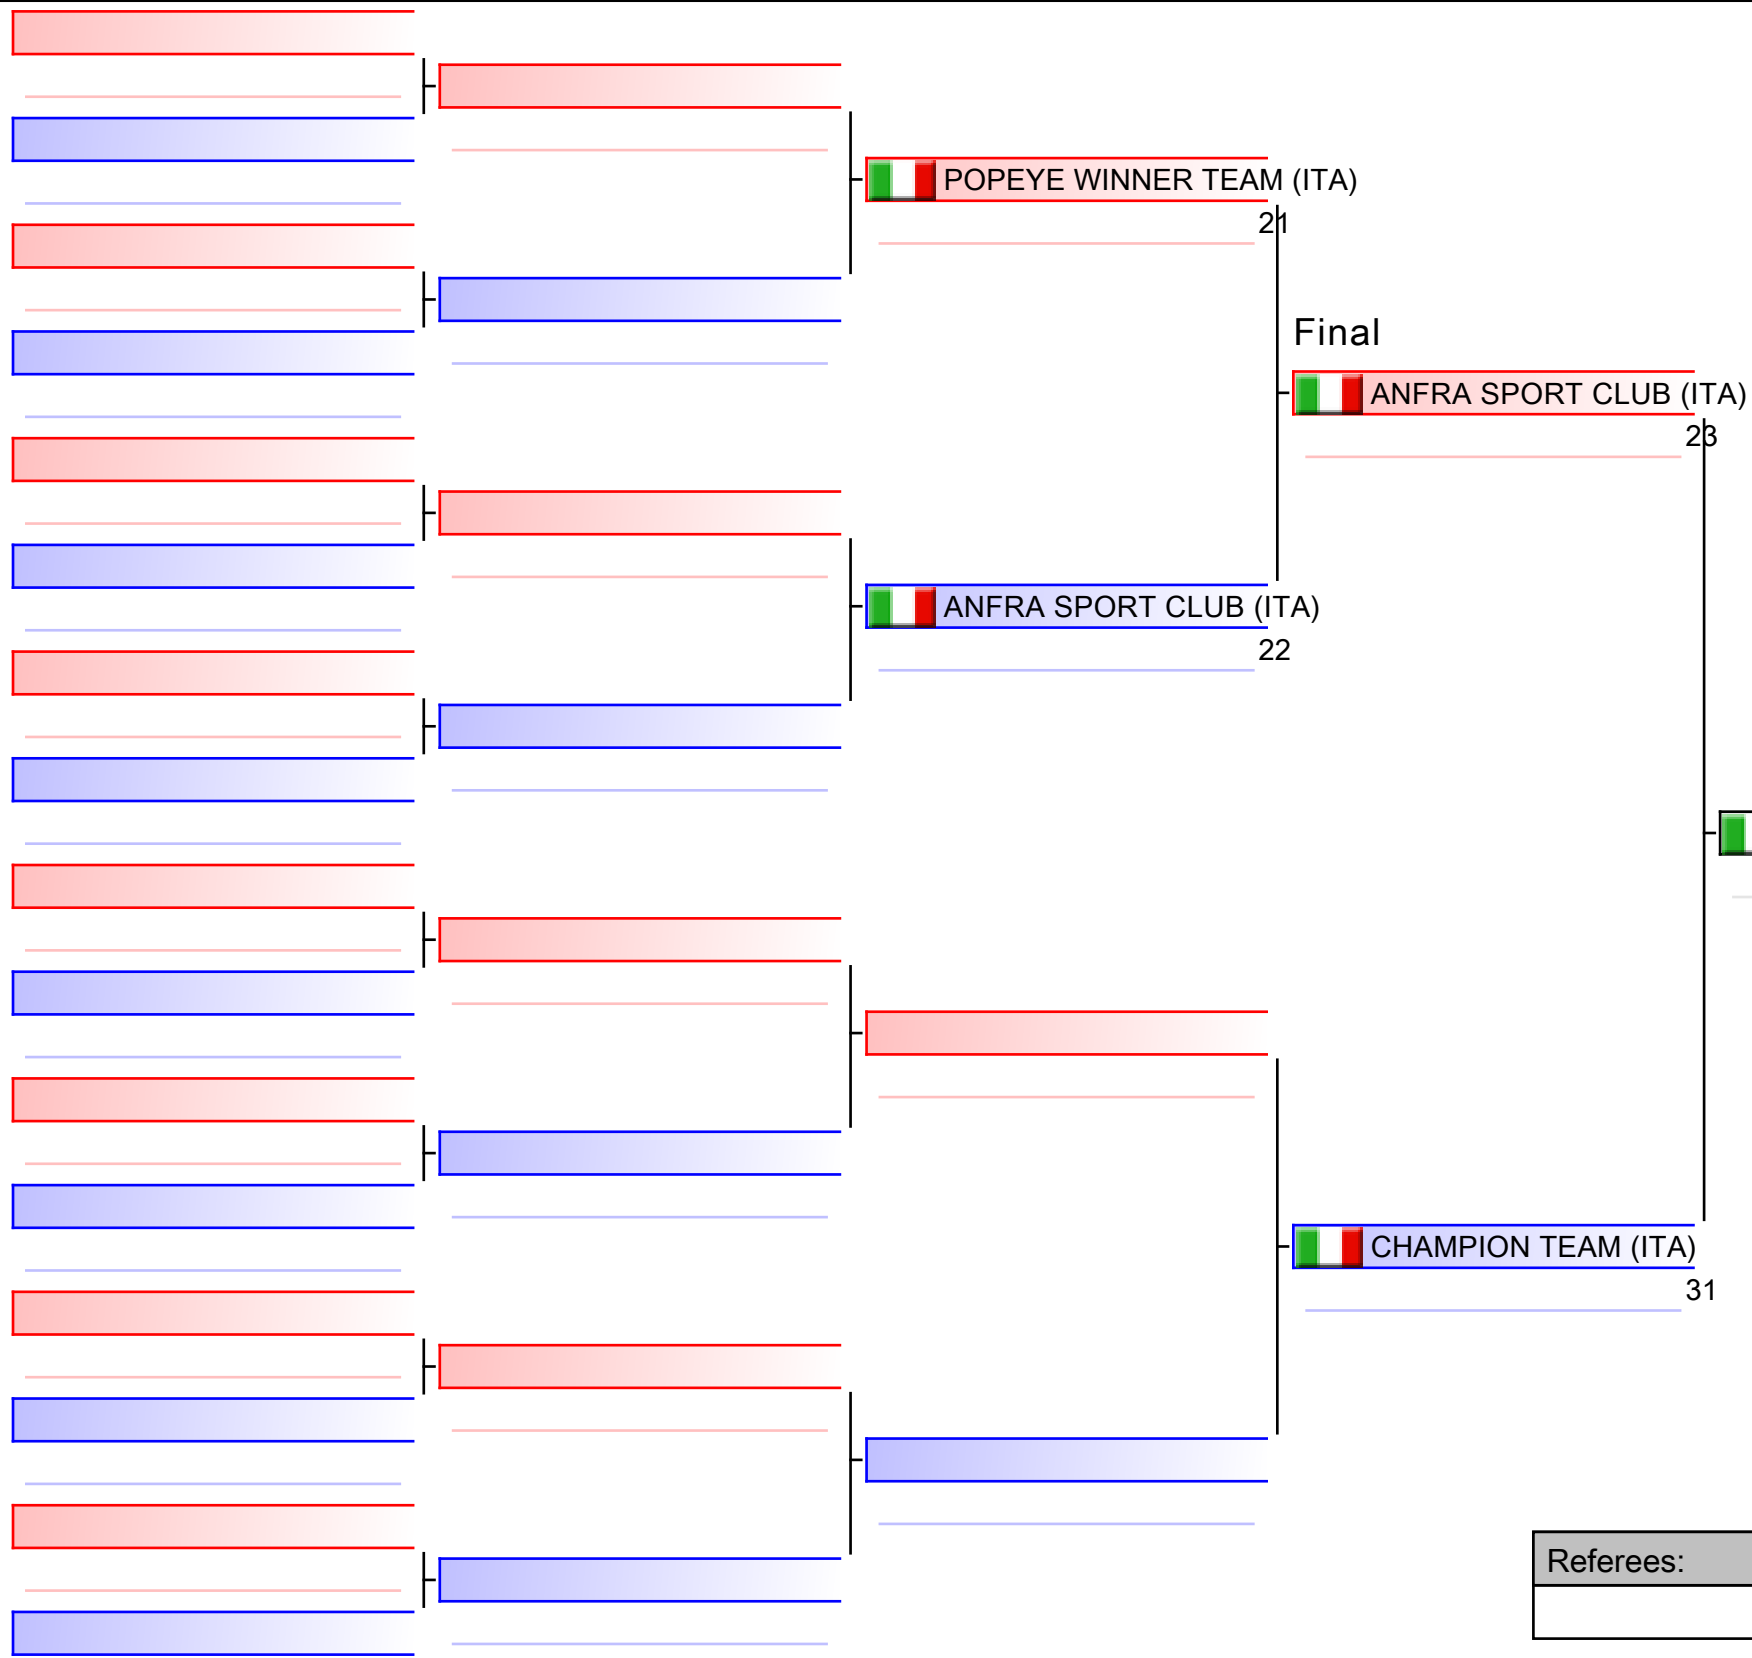 POPEYE WINNER TEAM (ITA)
21
Final
ANFRA SPORT CLUB (ITA)
23
ANFRA SPORT CLUB (ITA)
22
CHAMPION TEAM (ITA)
31
Referees: